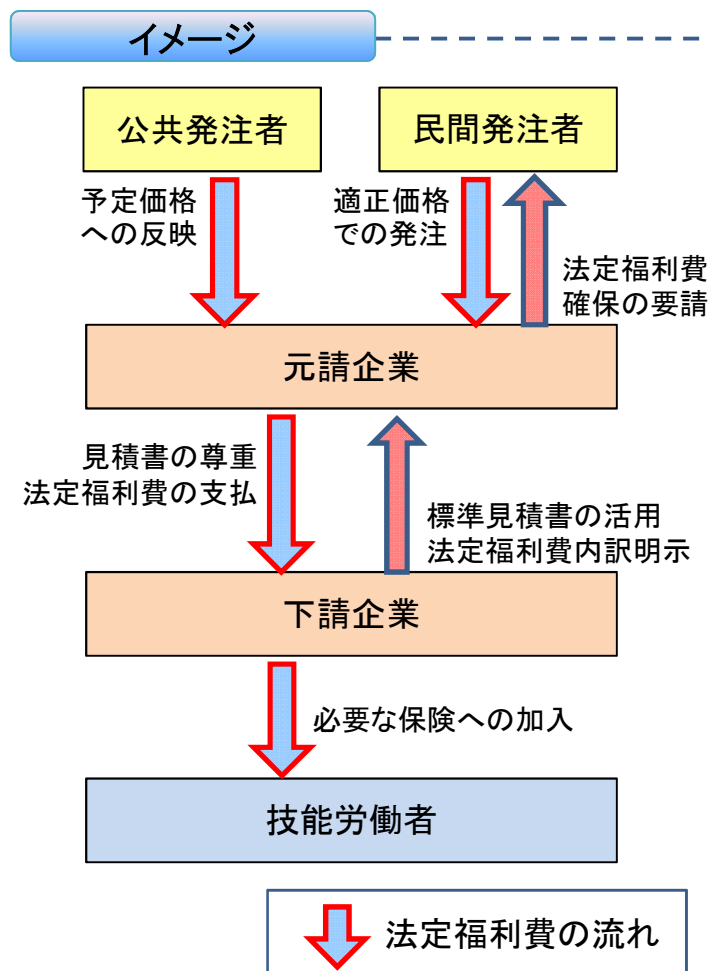 イメージ
公共発注者
民間発注者
予定価格
への反映
適正価格
での発注
法定福利費
確保の要請
元請企業
見積書の尊重
法定福利費の支払
標準見積書の活用
法定福利費内訳明示
下請企業
必要な保険への加入
技能労働者
法定福利費の流れ